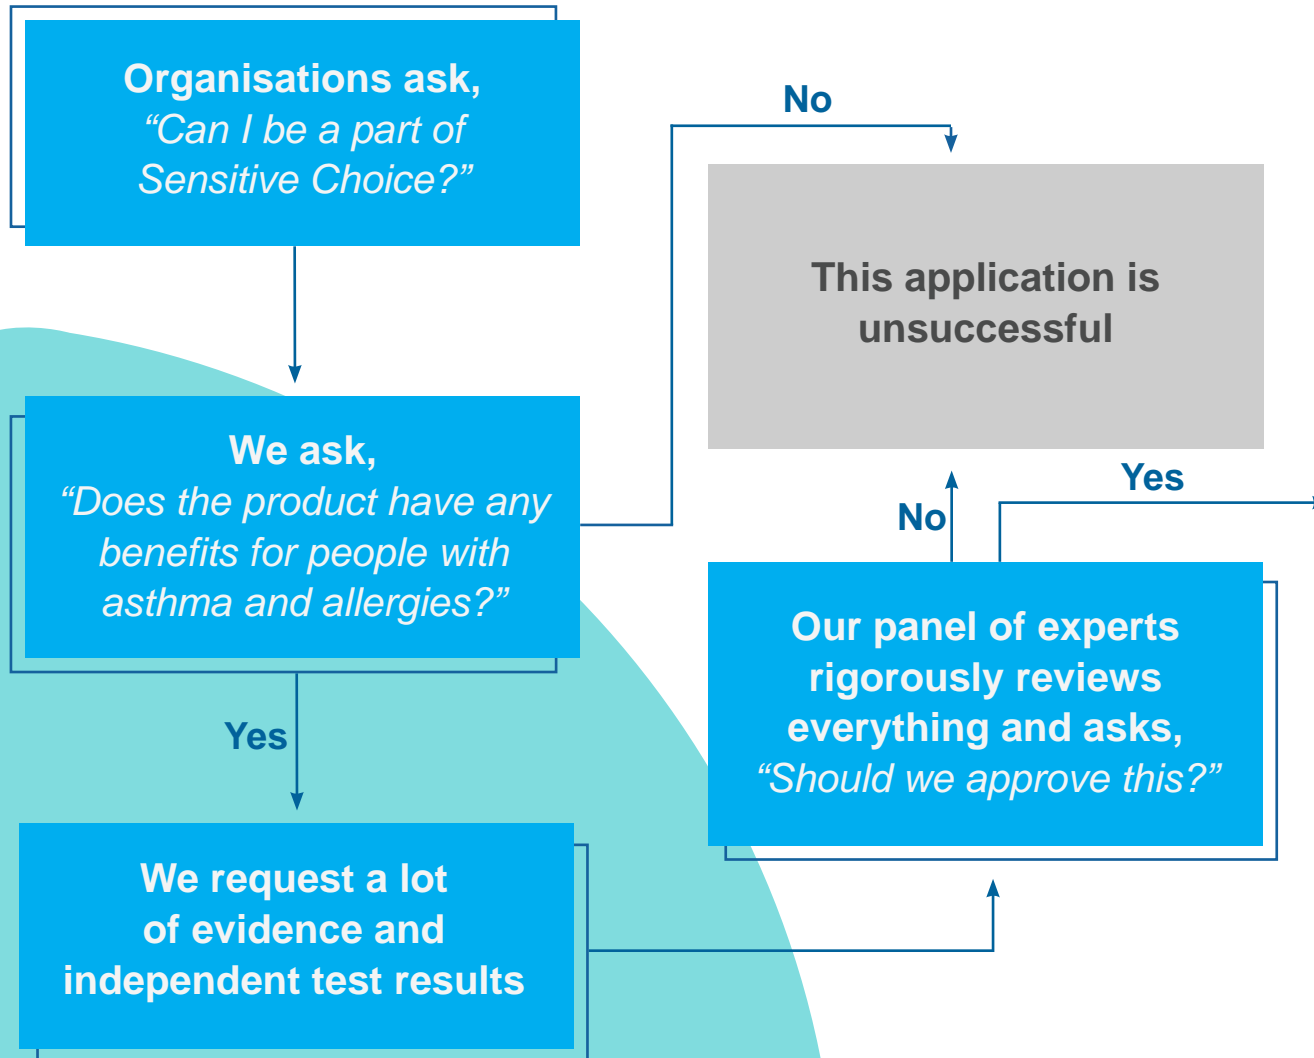 Organisations ask,
“Can I be a part of
Sensitive Choice?”
No
This application is
unsuccessful
We ask,
“Does the product have any
benefits for people with
asthma and allergies?”
Yes
No
Yes
Our panel of experts
rigorously reviews
everything and asks,
“Should we approve this?”
We request a lot
of evidence and
independent test results